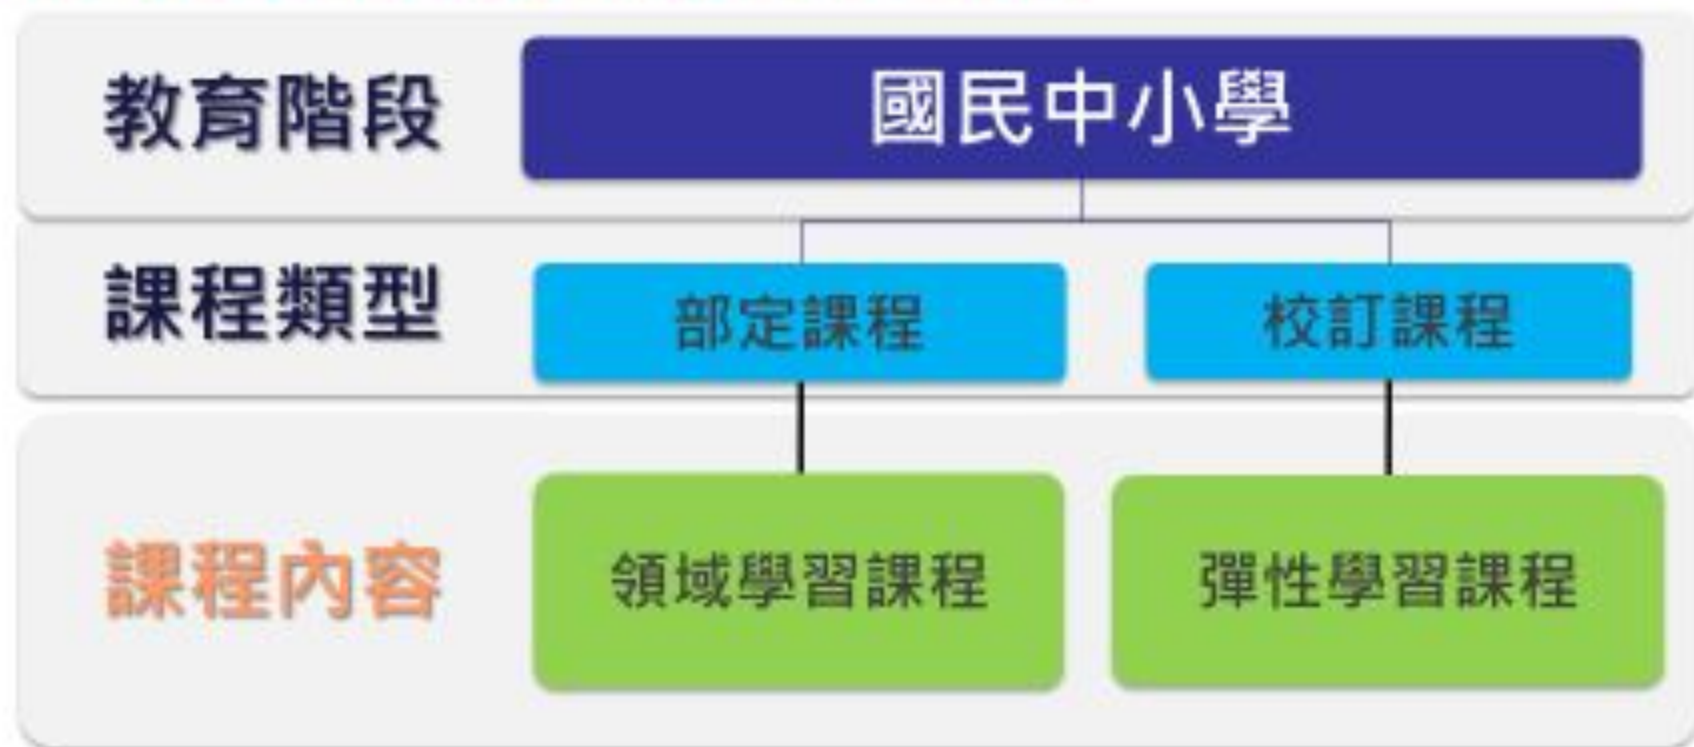 教育階段
國民中小學
課程類型
部定課程
校訂課程
課程內容
領域學習課程
彈性學習課程